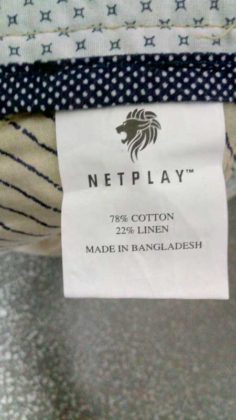 NETPLAY™
78% COTTON
22% LINEN
MADE IN BANGLADESH